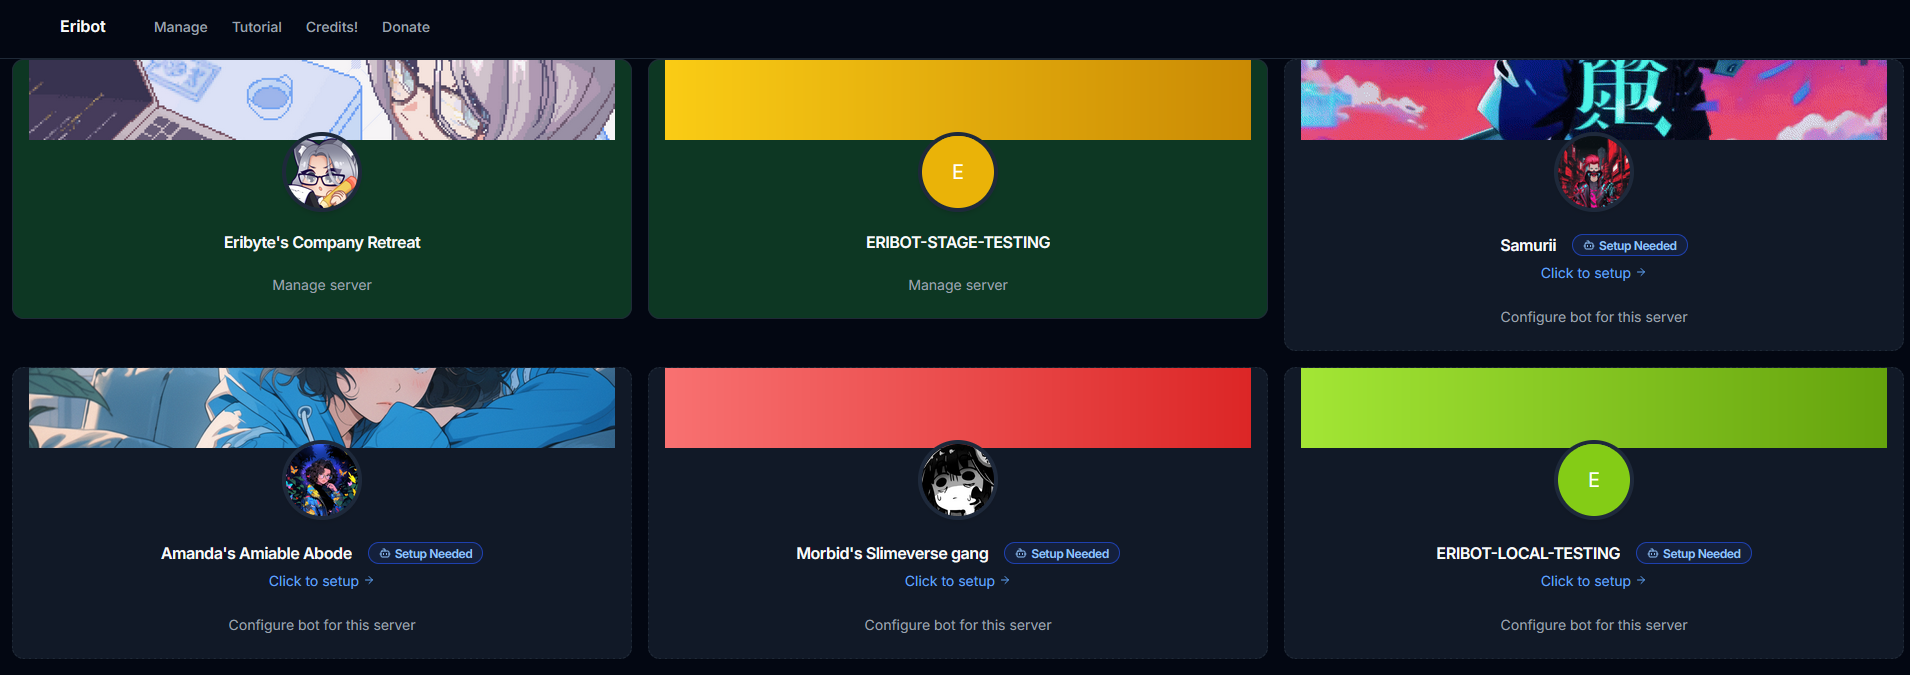 Eribot Manage Tutorial Credits! Donate
Eribyte's Company Retreat
Manage server
E
ERIBOT-STAGE-TESTING
Manage server
Samurii Setup Needed
Click to setup →
Configure bot for this server
Amanda's Amiable Abode Setup Needed
Click to setup →
Configure bot for this server
Morbid's Slimeverse gang Setup Needed
Click to setup →
Configure bot for this server
E
ERIBOT-LOCAL-TESTING Setup Needed
Click to setup →
Configure bot for this server